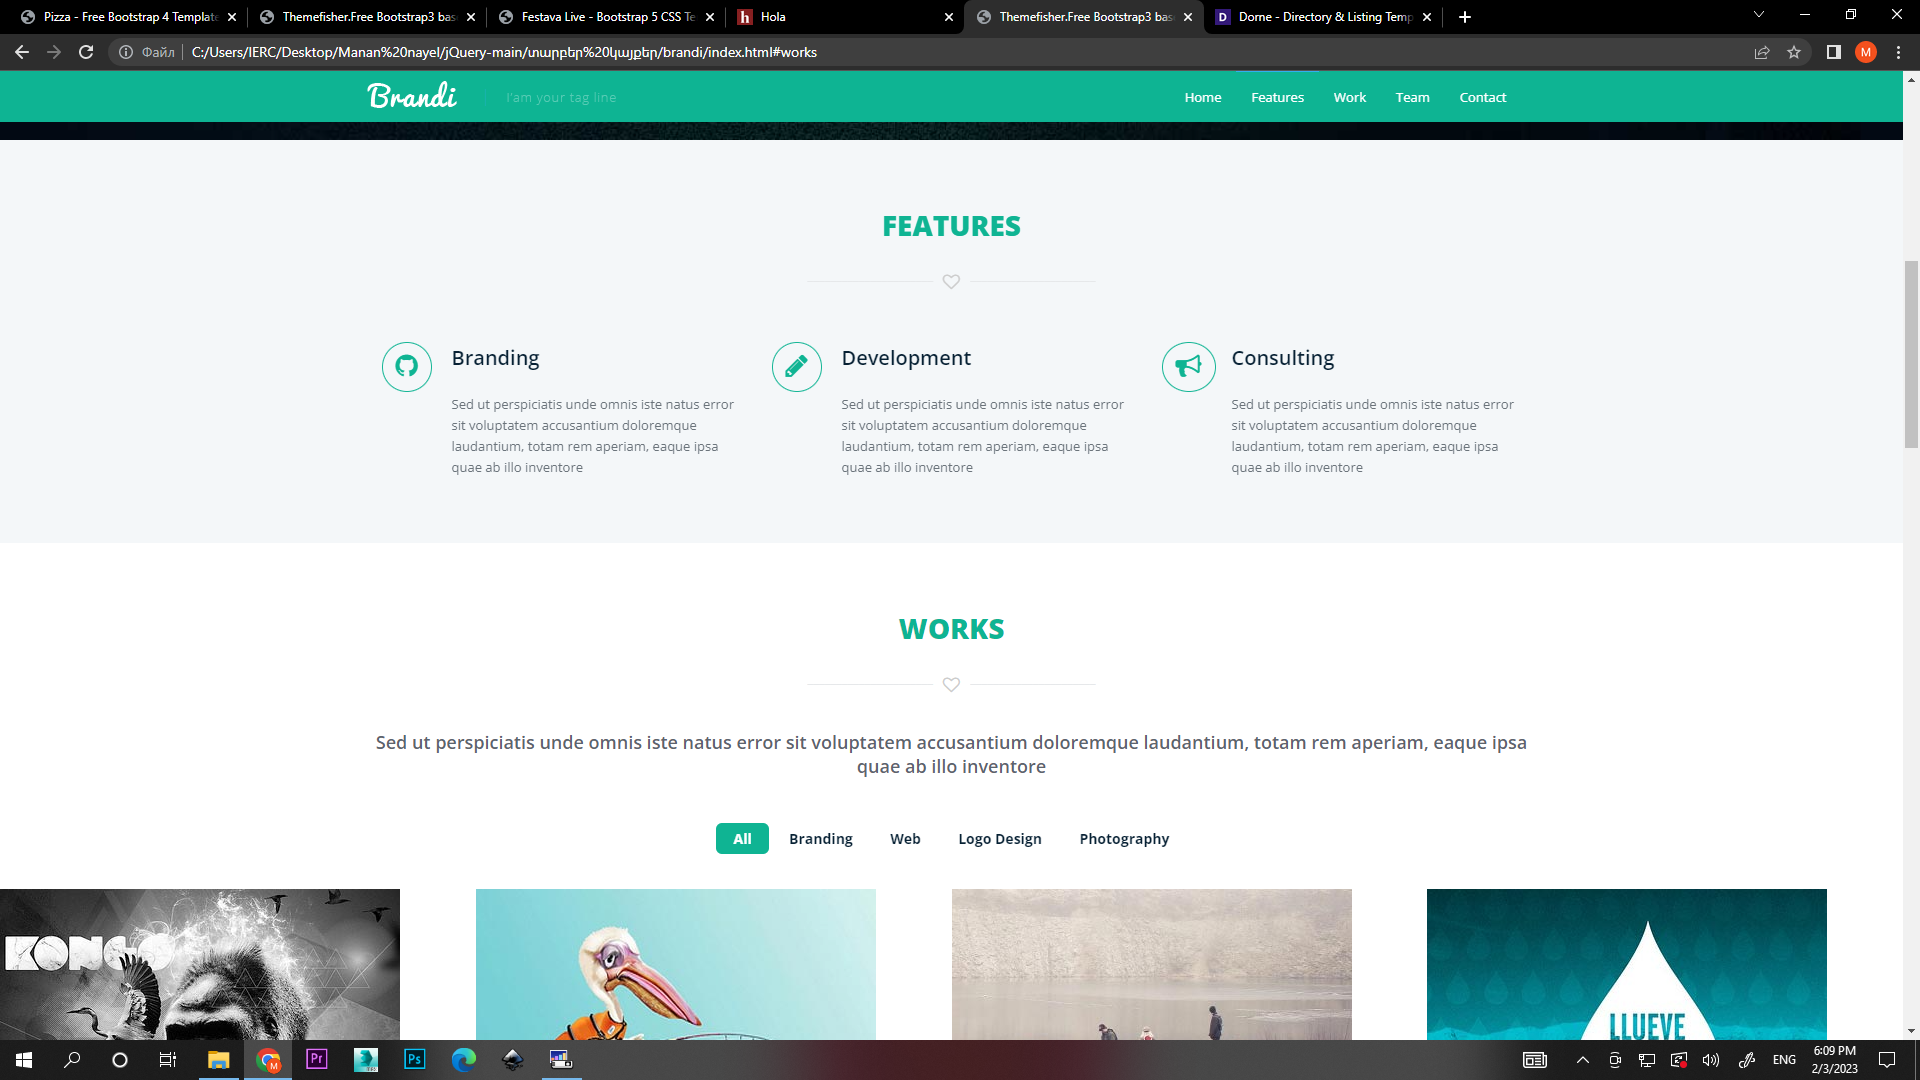 Pizza - Free Bootstrap 4 Template
Themefisher.Free Bootstrap3 bas
Festava Live - Bootstrap 5 CSS Te
h Hola
Themefisher.Free Bootstrap3 bas
D Dorne - Directory & Listing Temp
Файл C:/Users/IERC/Desktop/Manan%20nayel/jQuery-main/տարբեր%20կայքեր/brandi/index.html#works
M
Brandi
I'am your tag line
Home Features Work Team Contact
FEATURES
Branding
Sed ut perspiciatis unde omnis iste natus error
sit voluptatem accusantium doloremque
laudantium, totam rem aperiam, eaque ipsa
quae ab illo inventore
Development
Sed ut perspiciatis unde omnis iste natus error
sit voluptatem accusantium doloremque
laudantium, totam rem aperiam, eaque ipsa
quae ab illo inventore
Consulting
Sed ut perspiciatis unde omnis iste natus error
sit voluptatem accusantium doloremque
laudantium, totam rem aperiam, eaque ipsa
quae ab illo inventore
WORKS
Sed ut perspiciatis unde omnis iste natus error sit voluptatem accusantium doloremque laudantium, totam rem aperiam, eaque ipsa
quae ab illo inventore
All Branding Web Logo Design Photography
KONGO
LLUEVE
M
Pr
Ps
ENG
6:09 PM
2/3/2023